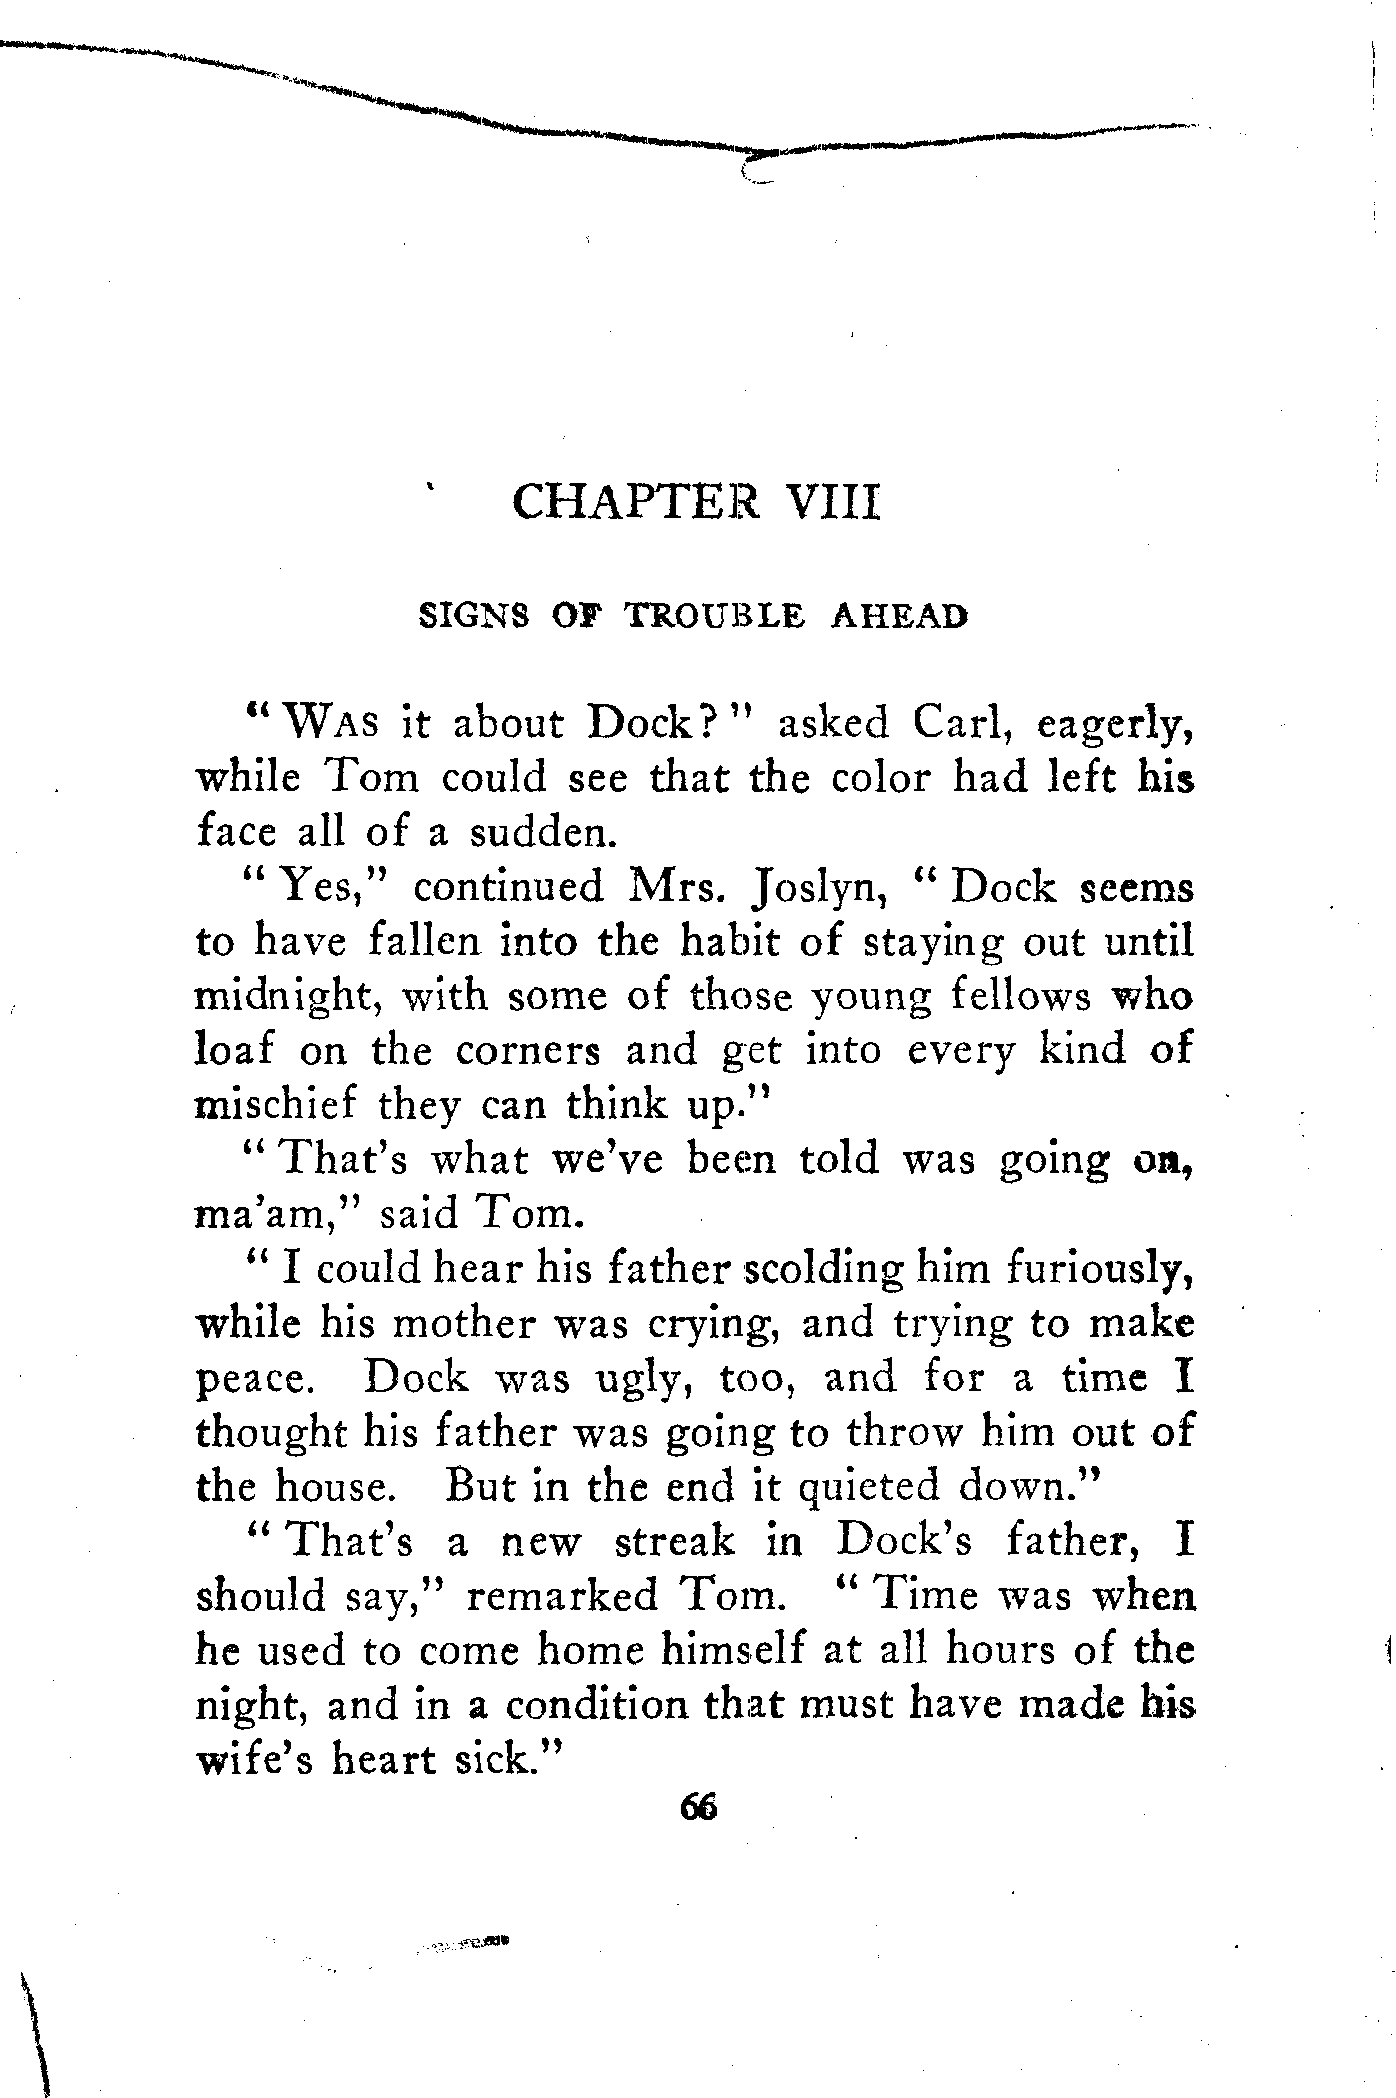 CHAPTER VIII
SIGNS OF TROUBLE AHEAD
“ WAS it about Dock? ” asked Carl, eagerly,
while Tom could see that the color had left his
face all of a sudden.
“ Yes,” continued Mrs. Joslyn, “ Dock seems
to have fallen into the habit of staying out until
midnight, with some of those young fellows who
loaf on the corners and get into every kind of
mischief they can think up.”
“ That’s what we’ve been told was going on,
ma’am,” said Tom.
“ I could hear his father scolding him furiously,
while his mother was crying, and trying to make
peace. Dock was ugly, too, and for a time I
thought his father was going to throw him out of
the house. But in the end it quieted down.”
“ That’s a new streak in Dock’s father, I
should say,” remarked Tom. “ Time was when
he used to come home himself at all hours of the
night, and in a condition that must have made his
wife’s heart sick.”
66